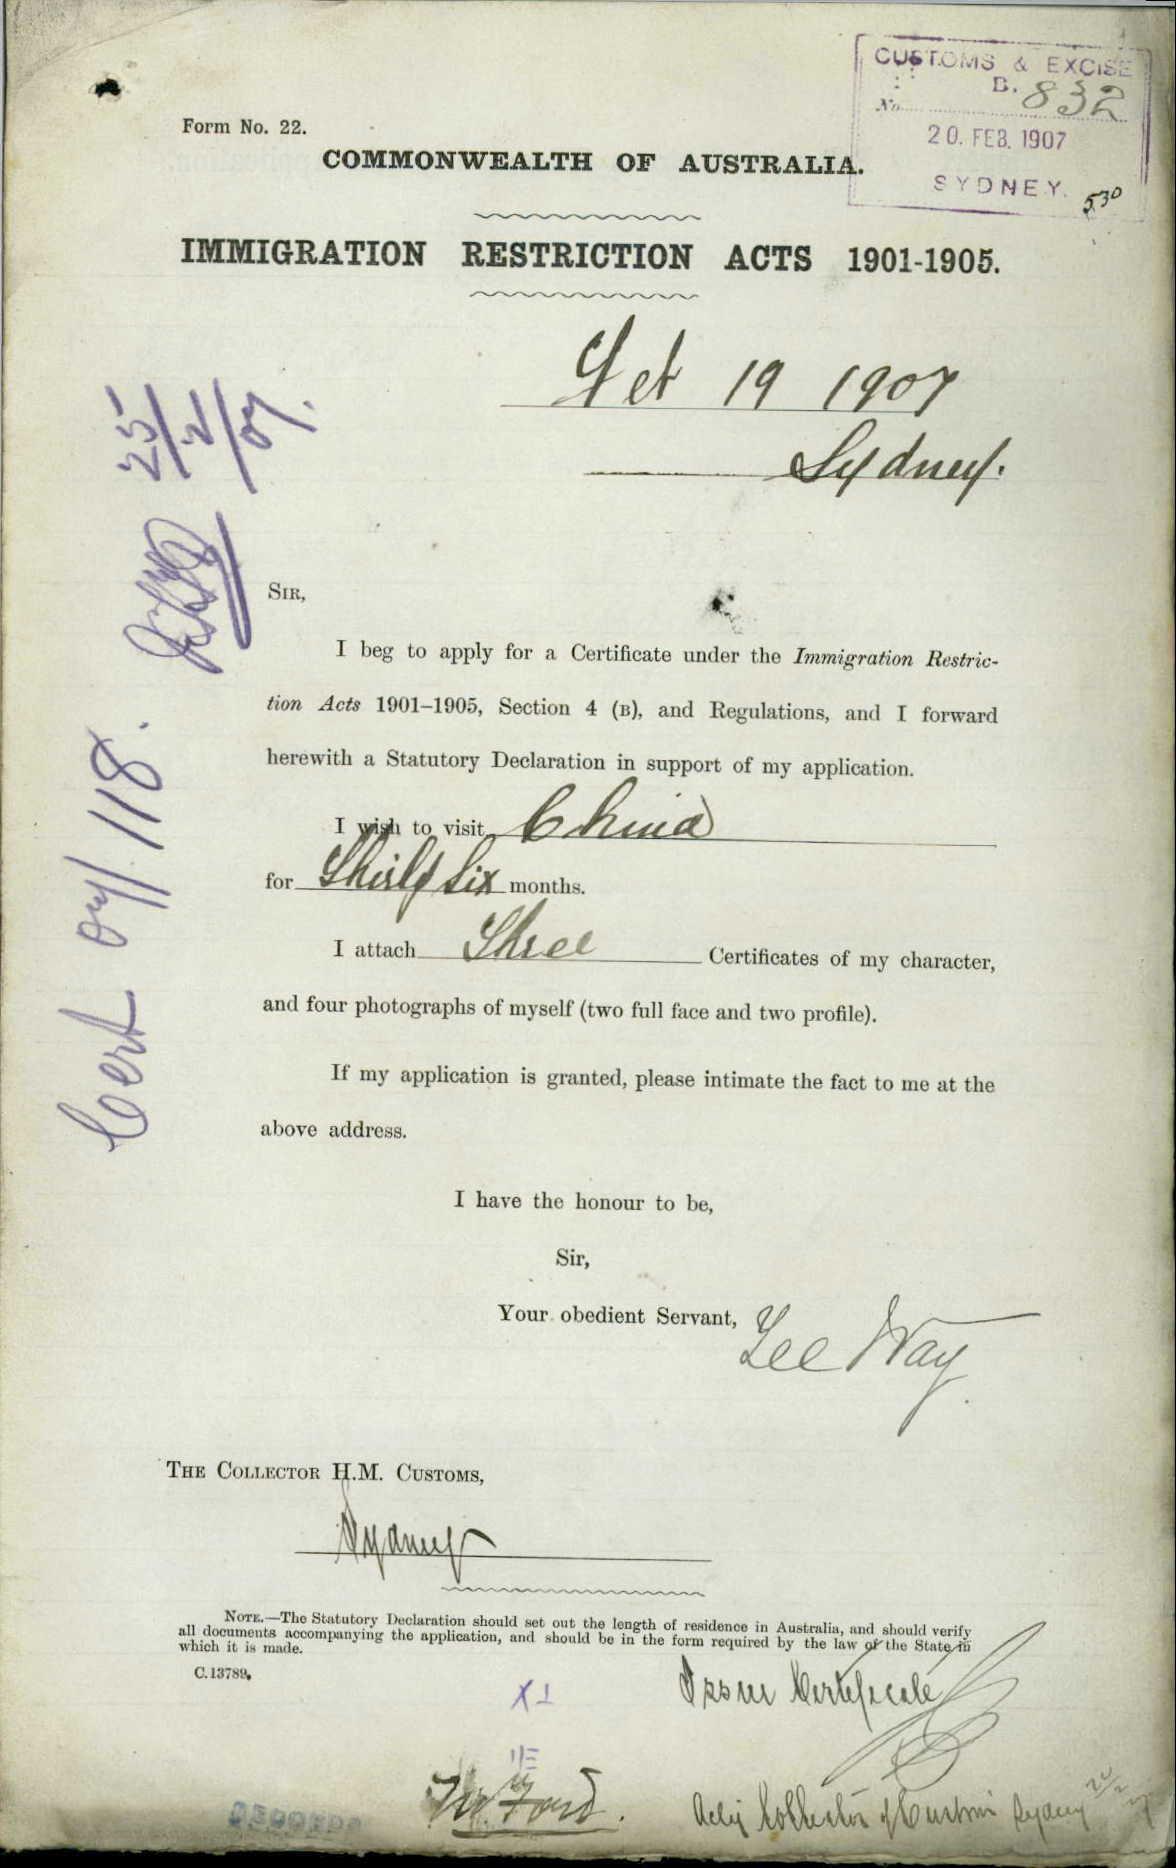 CUSTOMS & EXCISE
B.
No. 832
20. FEB. 1907
SYDNEY.
530
Form No. 22.
COMMONWEALTH OF AUSTRALIA.
IMMIGRATION RESTRICTION ACTS 1901-1905.
Feb 19 1907
Sydney.
SIR,
I beg to apply for a Certificate under the Immigration Restric-
tion Acts 1901–1905, Section 4 (B), and Regulations, and I forward
herewith a Statutory Declaration in support of my application.
I wish to visit China
for Thirty Six months.
I attach Three Certificates of my character,
and four photographs of myself (two full face and two profile).
If my application is granted, please intimate the fact to me at the
above address.
I have the honour to be,
Sir,
Your obedient Servant,
Lee Way
THE COLLECTOR H.M. CUSTOMS,
Sydney
NOTE.—The Statutory Declaration should set out the length of residence in Australia, and should verify
all documents accompanying the application, and should be in the form required by the law of the State in
which it is made.
C.13789.
Issue Certificate
Actg Collector of Customs Sydney
Cert 07/118.
25/2/07.